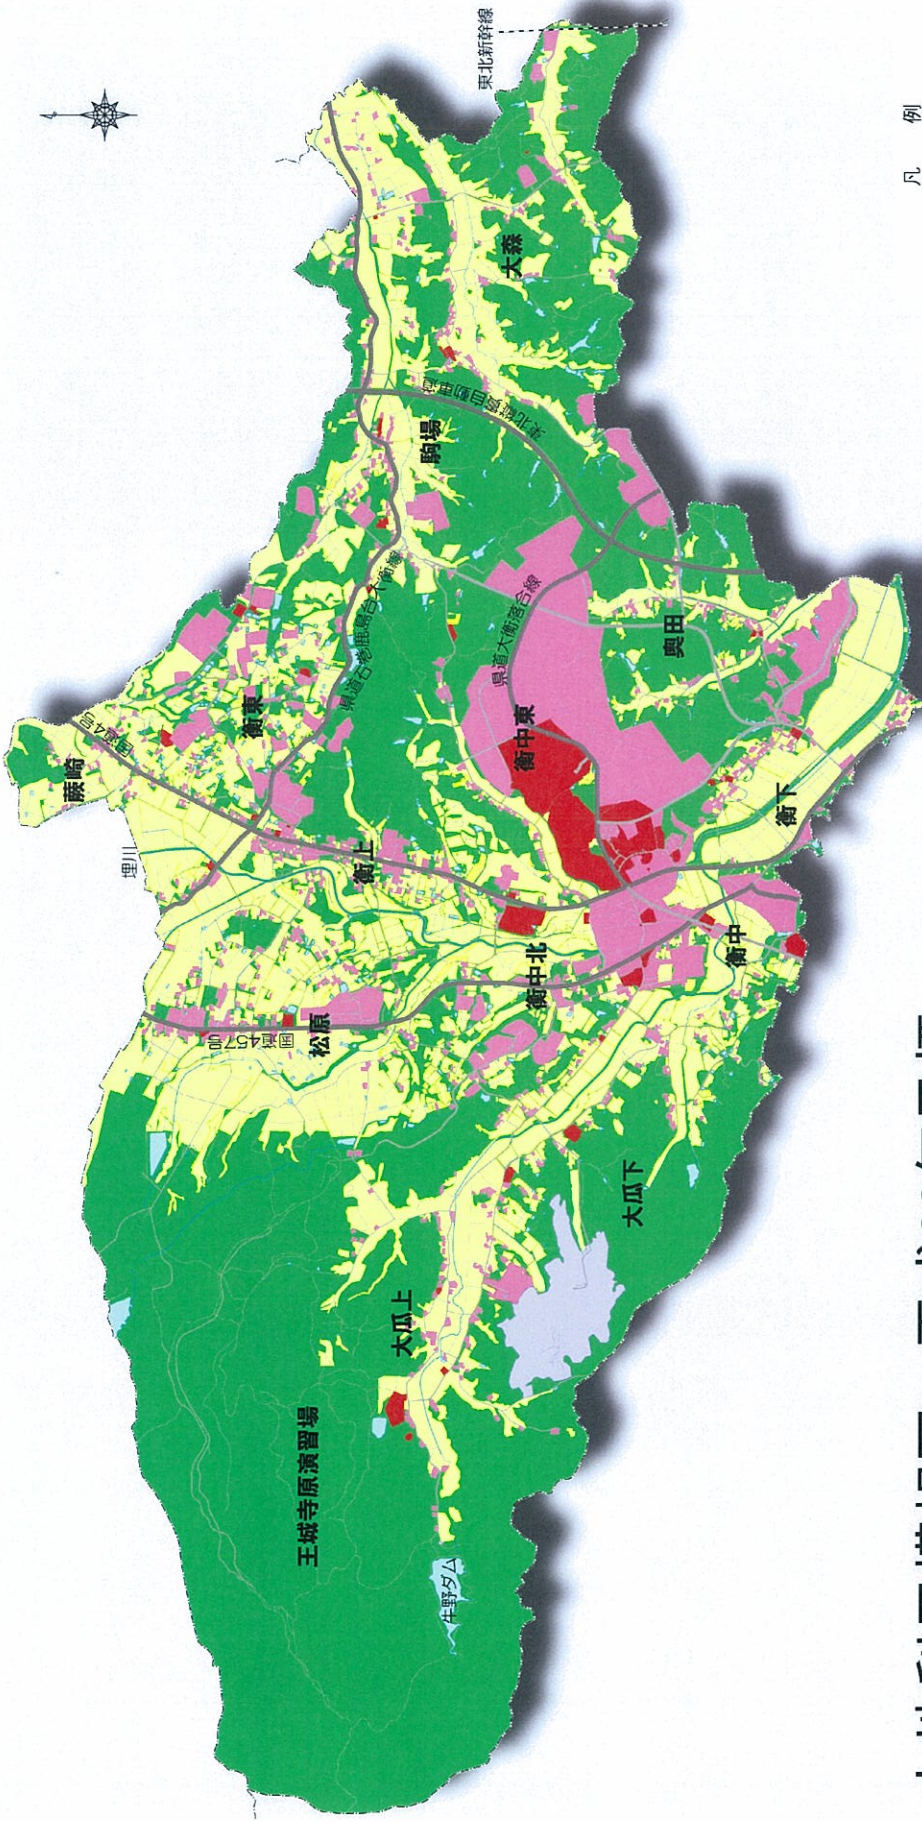 東北新幹線
蕨崎
国道4号
埋川
衡東
県道石巻鹿島台大衡線
駒場
東北縦貫自動車道
大森
衡上
国道457号
松原
衡中北
衡中東
県道大衡落合線
奥田
衡下
衡中
大瓜下
大瓜上
王城寺原演習場
牛野ダム
凡 例